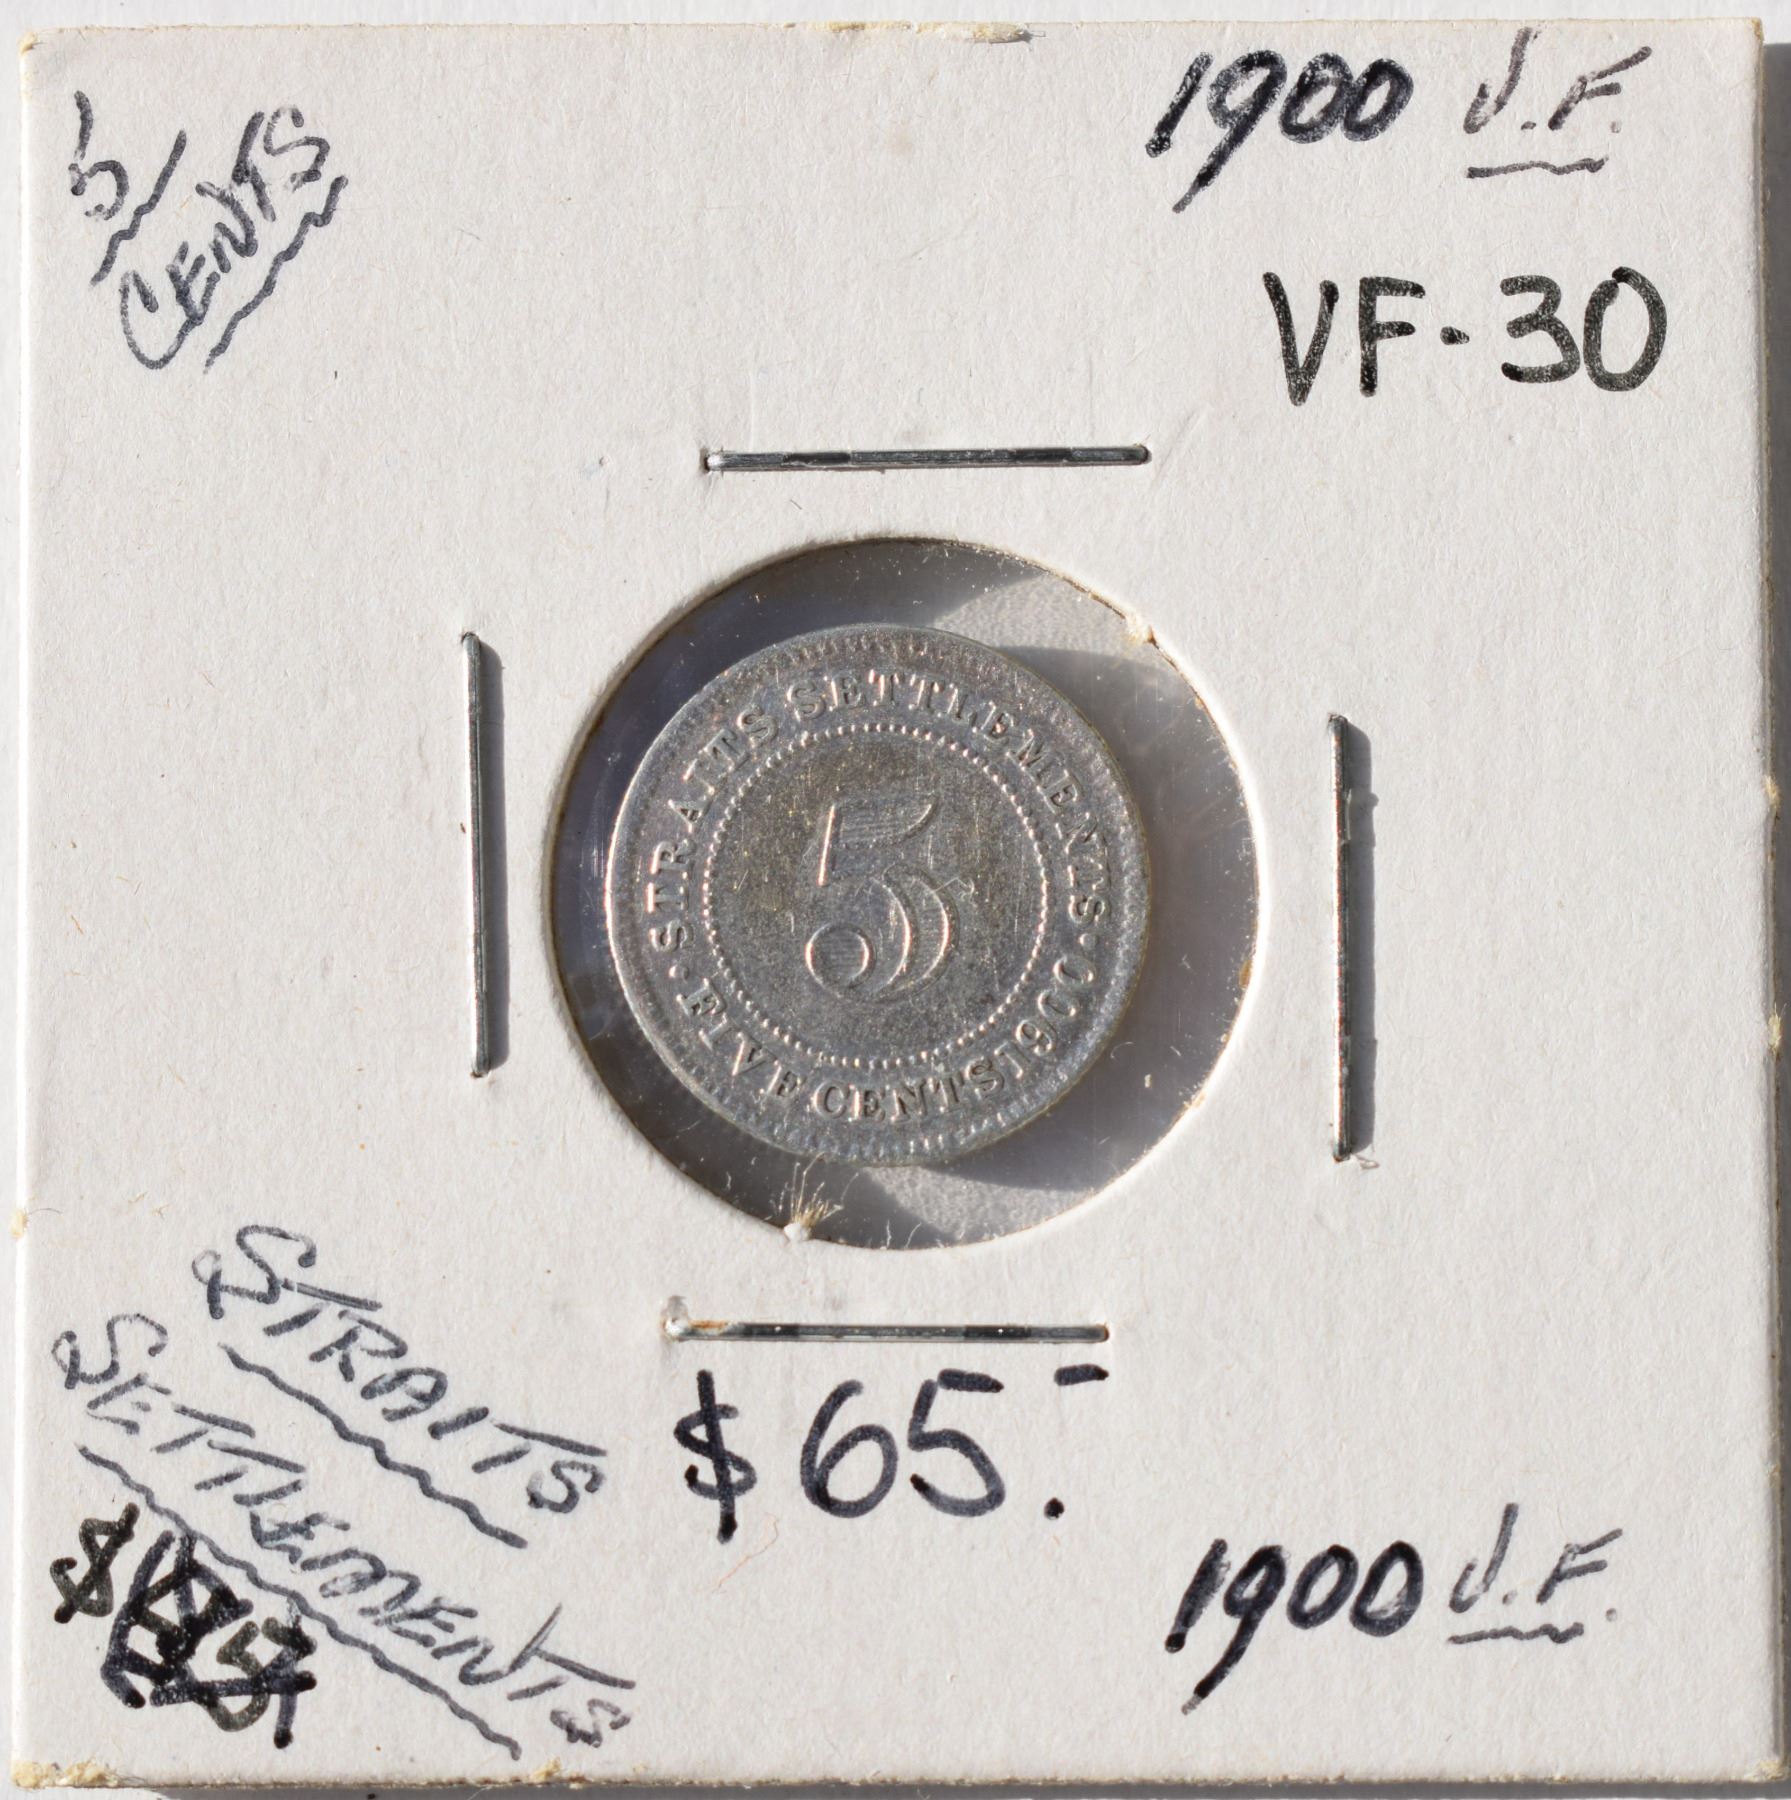 5
CENTS
1900 V.F.
VF-30
STRAITS SETTLEMENTS
5
FIVE CENTS 1900
STRAITS
SETTLEMENTS
$65.-
1900 V.F.